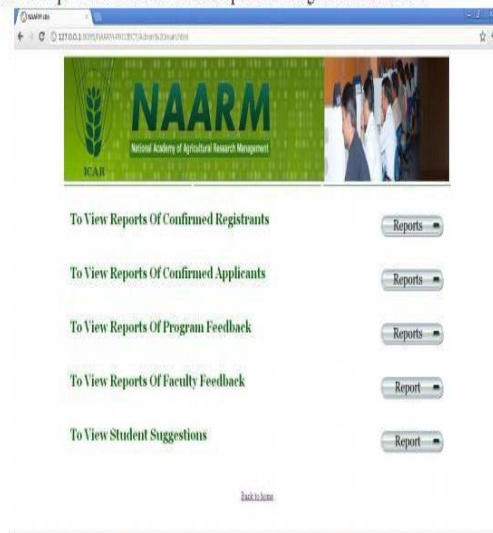 NAARM
National Academy of Agricultural Research Management
ICAR
To View Reports Of Confirmed Registrants
Reports
To View Reports Of Confirmed Applicants
Reports
To View Reports Of Program Feedback
Reports
To View Reports Of Faculty Feedback
Report
To View Student Suggestions
Report
Back to home